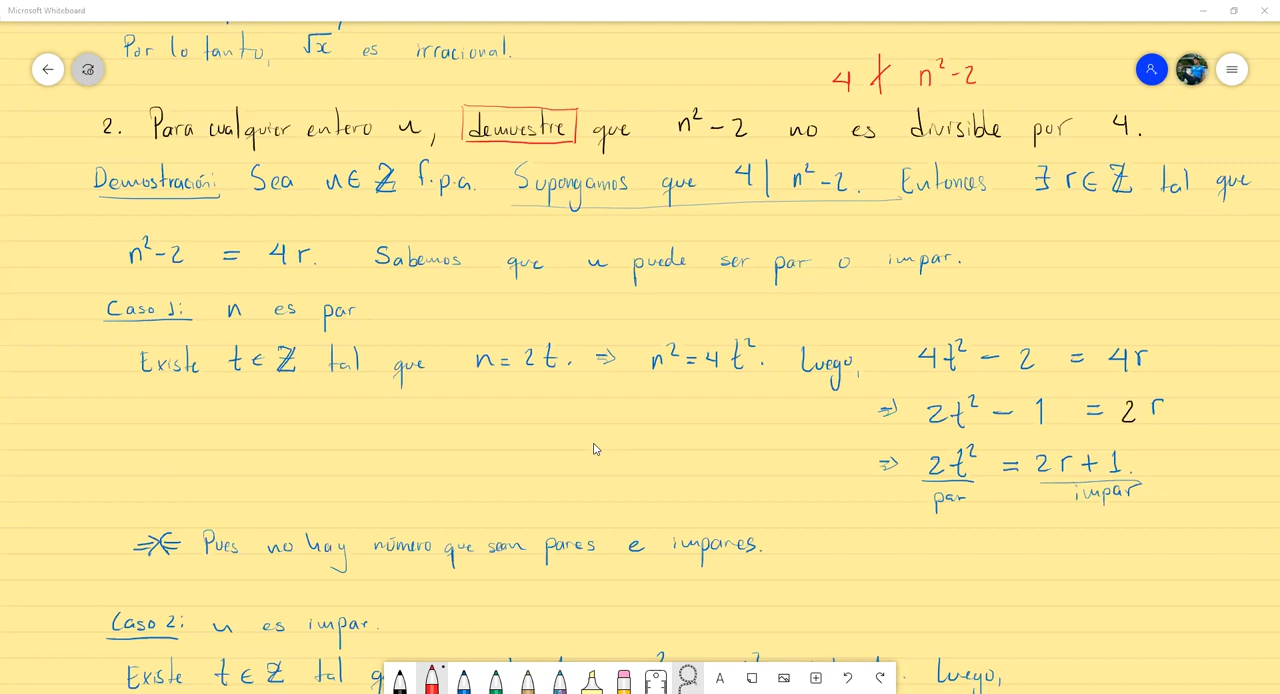 Microsoft Whiteboard
Por lo tanto, √x es irracional.
4 ∤ n²-2
2. Para cualquier entero n, demuestre que n²-2 no es divisible por 4.
Demostración: Sea n∈ℤ f.p.a. Supongamos que 4| n²-2. Entonces ∃ r∈ℤ tal que
n²-2 = 4r. Sabemos que n puede ser par o impar.
Caso 1: n es par
Existe t∈ℤ tal que n=2t. ⇒ n²=4t². Luego, 4t² - 2 = 4r
⇒ 2t² - 1 = 2r
⇒ 2t² = 2r+1.
par impar
⇒⇐ Pues no hay número que sean pares e impares.
Caso 2: n es impar.
Existe t∈ℤ tal Luego,
A